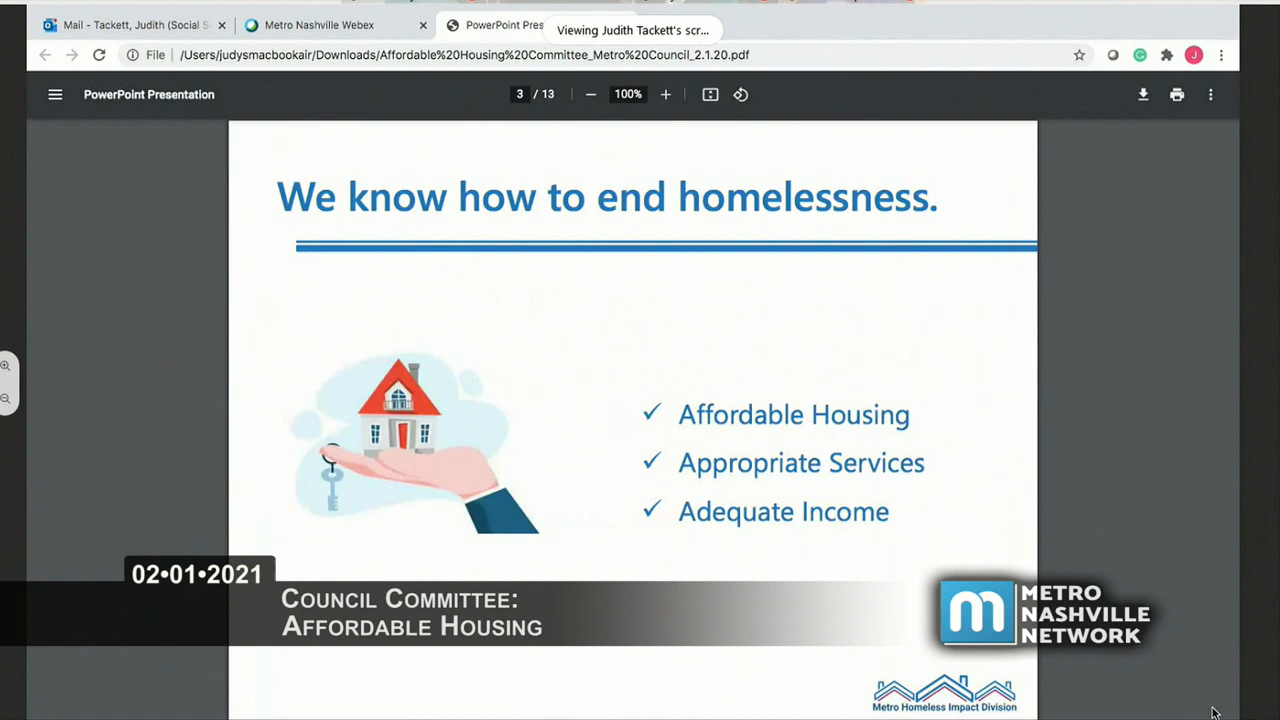 Mail - Tackett, Judith (Social S
Metro Nashville Webex
PowerPoint Pres
Viewing Judith Tackett's scr...
File
/Users/judysmacbookair/Downloads/Affordable%20Housing%20Committee_Metro%20Council_2.1.20.pdf
J
PowerPoint Presentation
3 / 13
100%
We know how to end homelessness.
✓ Affordable Housing
✓ Appropriate Services
✓ Adequate Income
02•01•2021
COUNCIL COMMITTEE:
AFFORDABLE HOUSING
m
METRO
NASHVILLE
NETWORK
Metro Homeless Impact Division